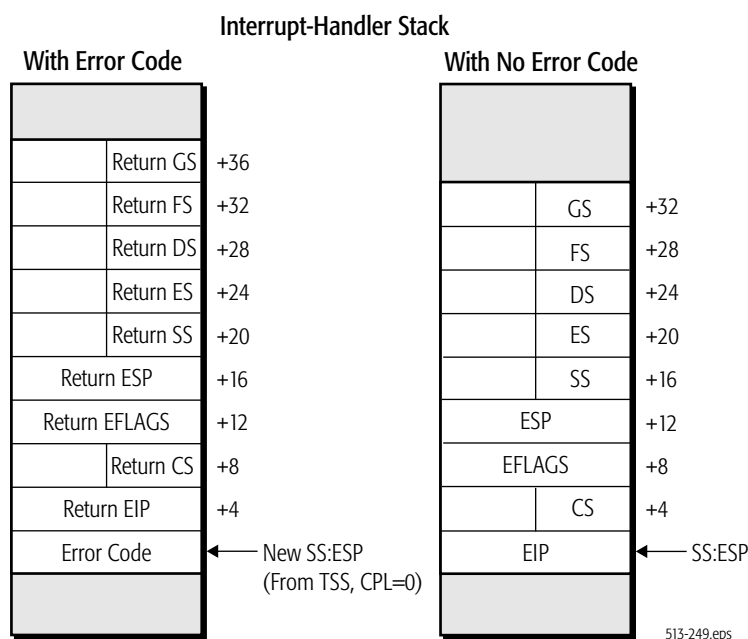 Interrupt-Handler Stack
With Error Code
With No Error Code
Return GS +36
Return FS +32
Return DS +28
Return ES +24
Return SS +20
Return ESP +16
Return EFLAGS +12
Return CS +8
Return EIP +4
Error Code New SS:ESP
(From TSS, CPL=0)
GS +32
FS +28
DS +24
ES +20
SS +16
ESP +12
EFLAGS +8
CS +4
EIP SS:ESP
513-249.eps